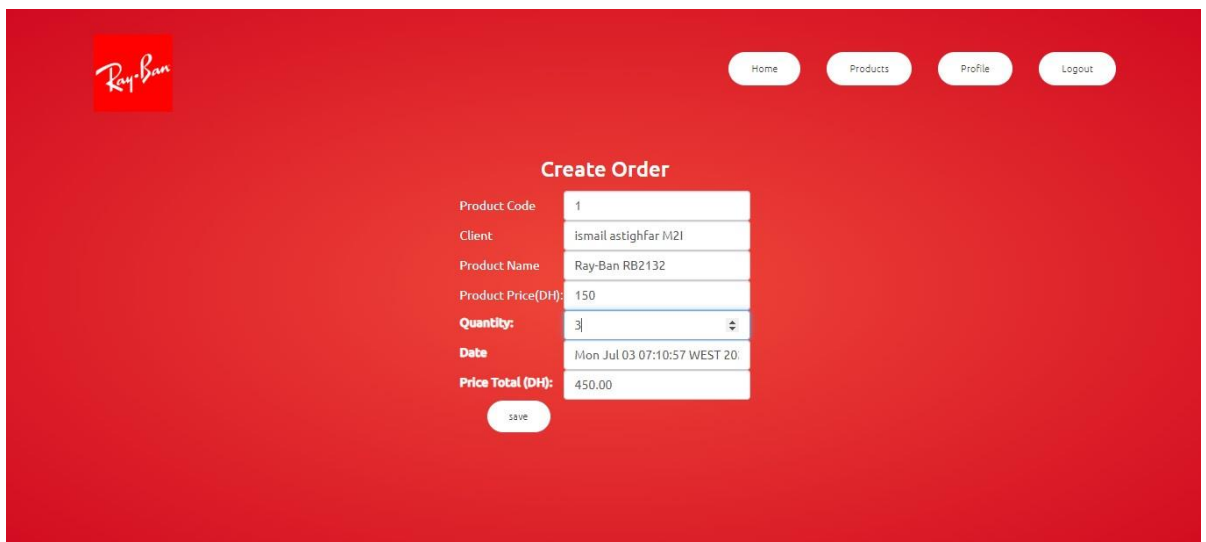 Ray-Ban
Home Products Profile Logout
Create Order
Product Code 1
Client ismail astighfar M2I
Product Name Ray-Ban RB2132
Product Price(DH): 150
Quantity: 3
Date Mon Jul 03 07:10:57 WEST 20
Price Total (DH): 450.00
save